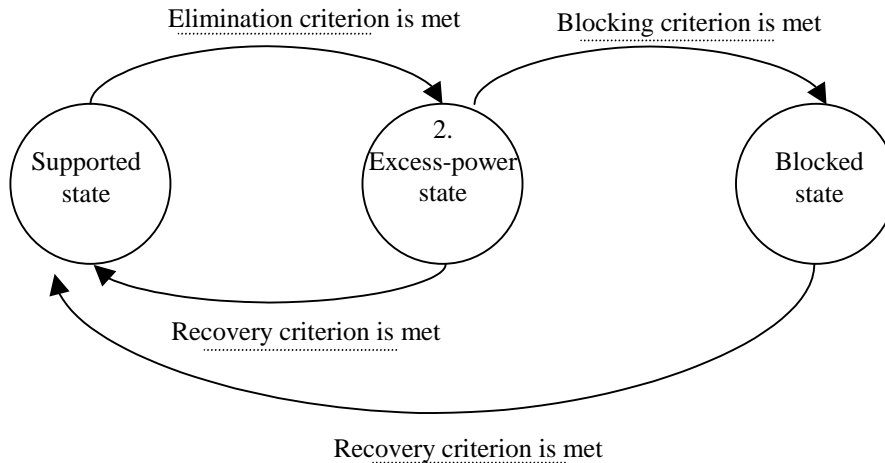 Elimination criterion is met
Blocking criterion is met
Supported
state
2.
Excess-power
state
Blocked
state
Recovery criterion is met
Recovery criterion is met